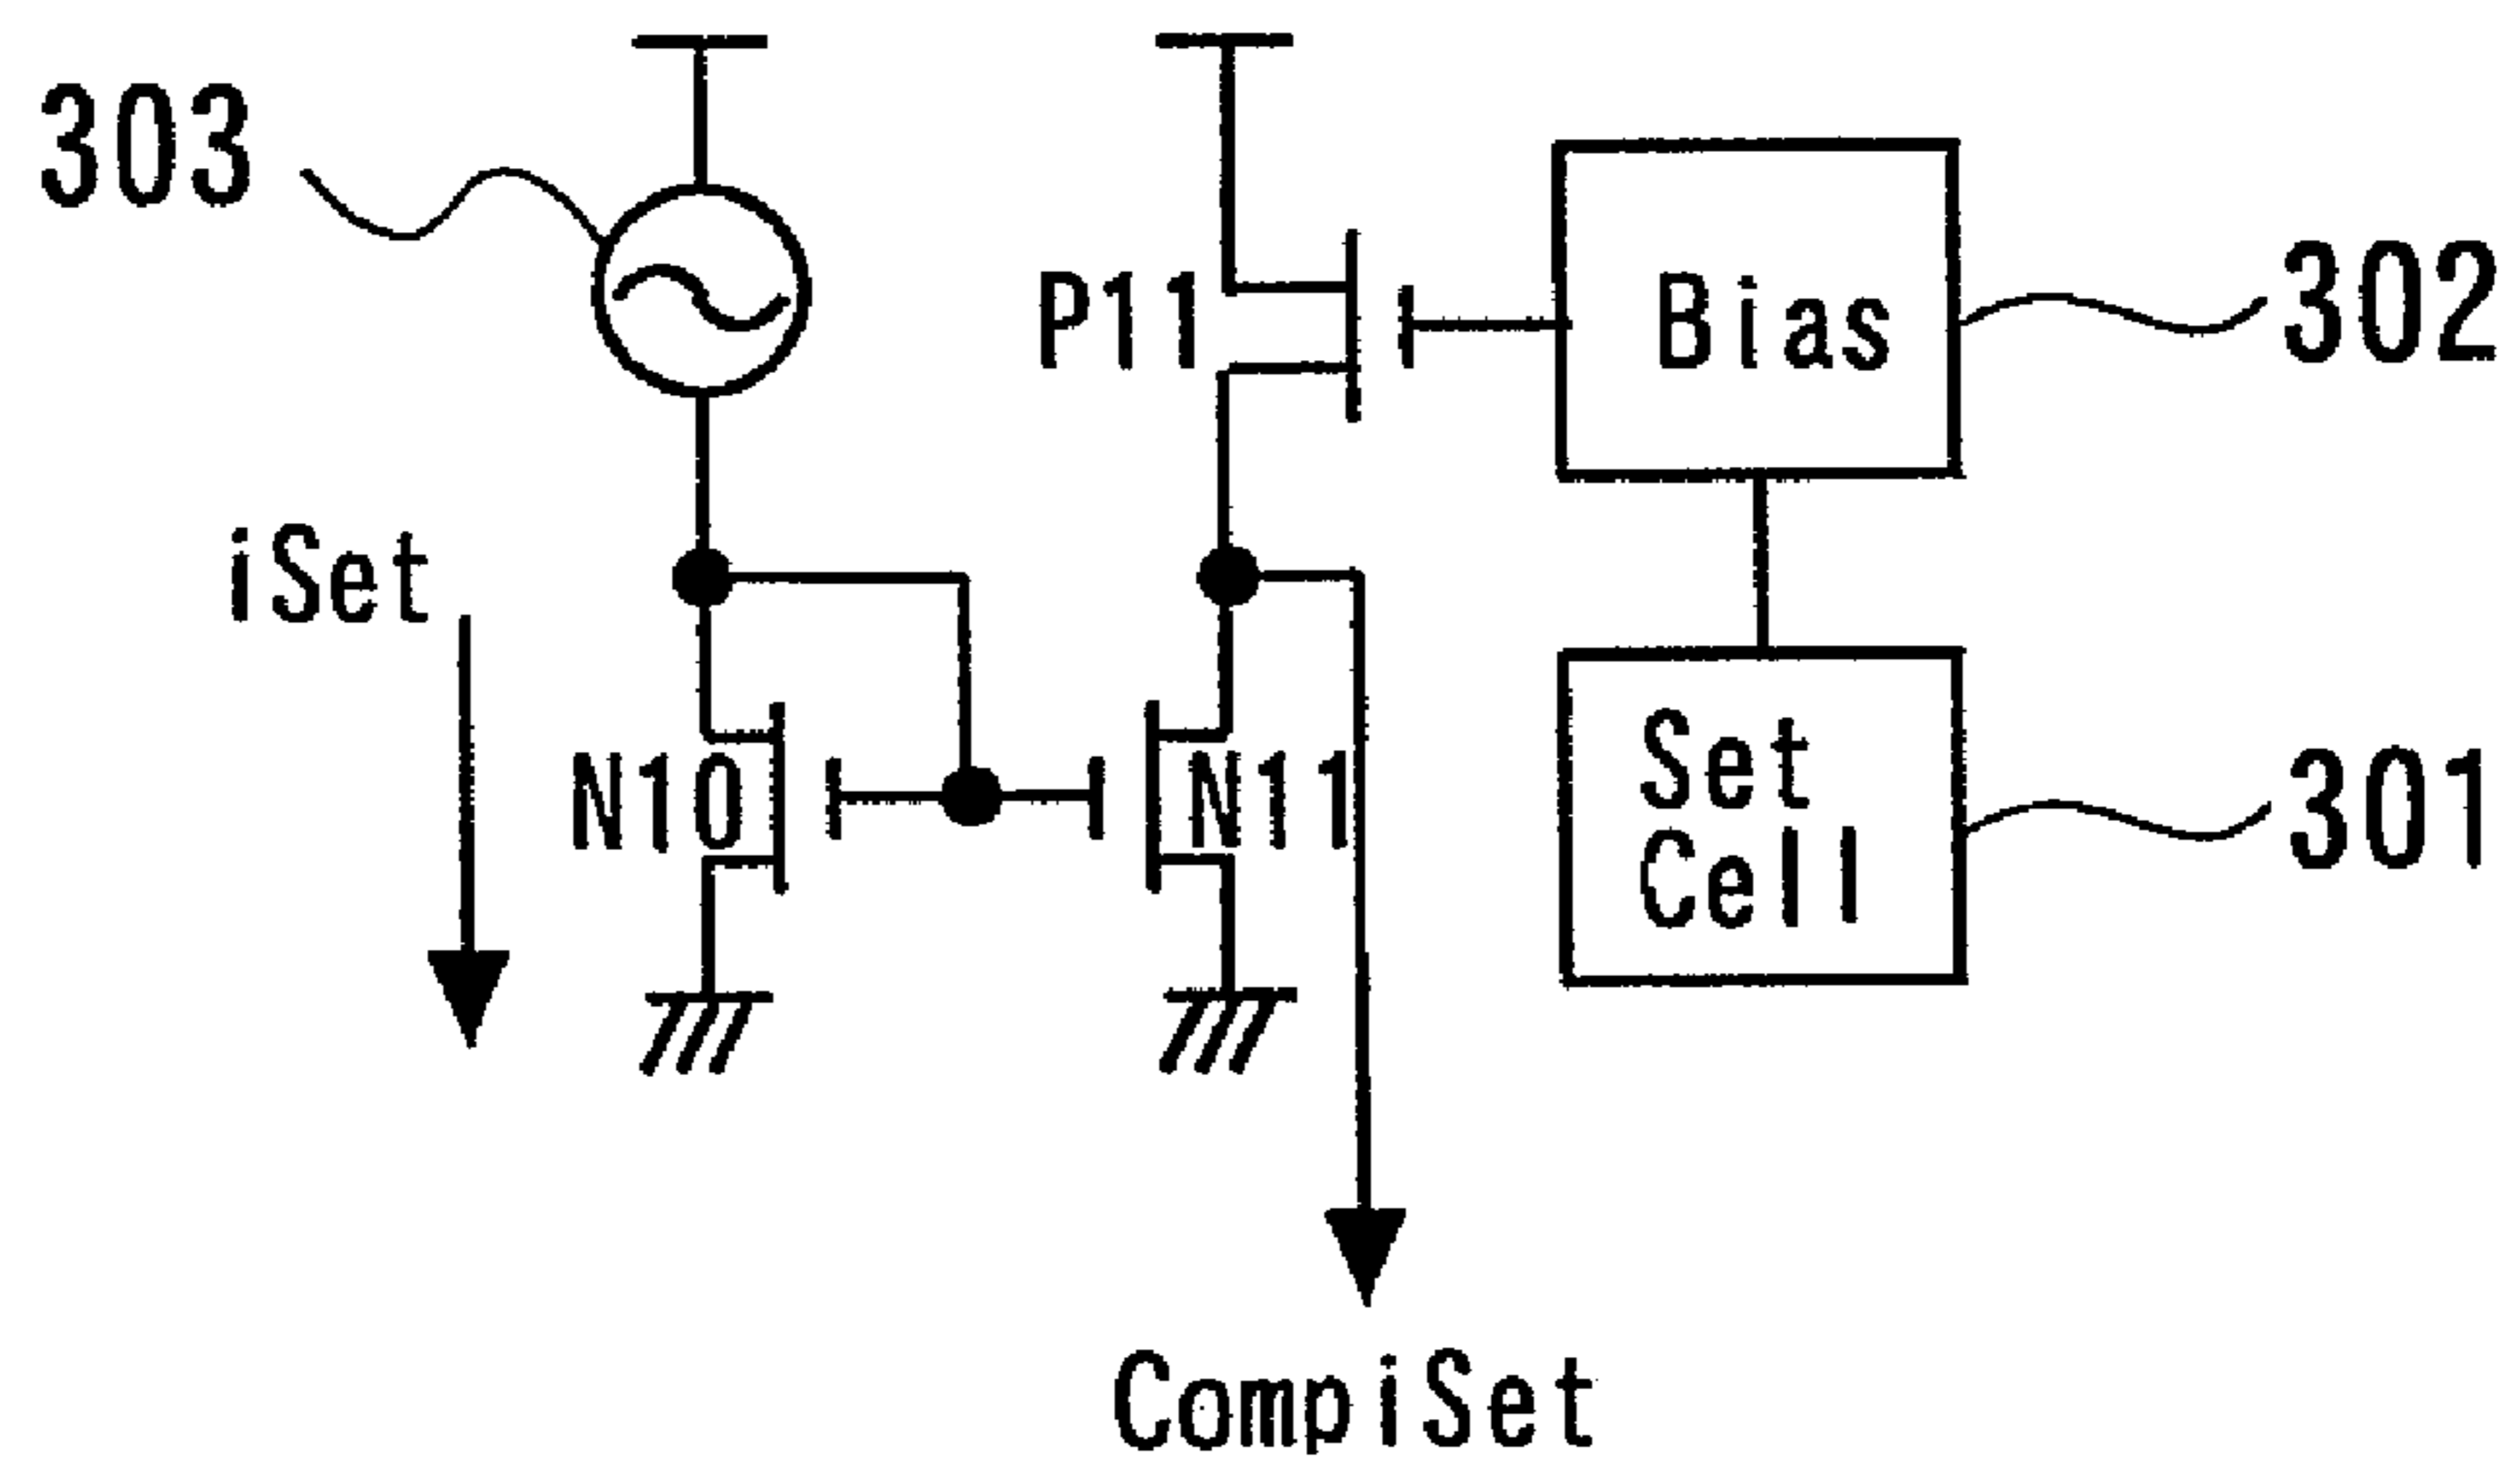 303
P11
Bias
302
iSet
N10
N11
Set
Cell
301
CompiSet